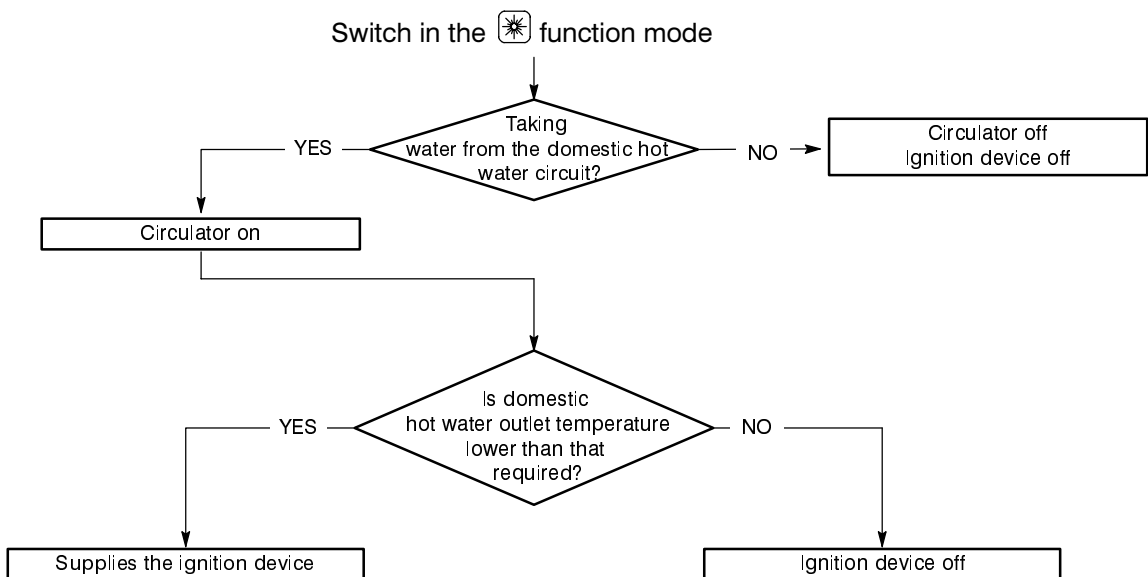 Switch in the function mode
Taking
water from the domestic hot
water circuit?
YES
NO
Circulator off
Ignition device off
Circulator on
Is domestic
hot water outlet temperature
lower than that
required?
YES
NO
Supplies the ignition device
Ignition device off